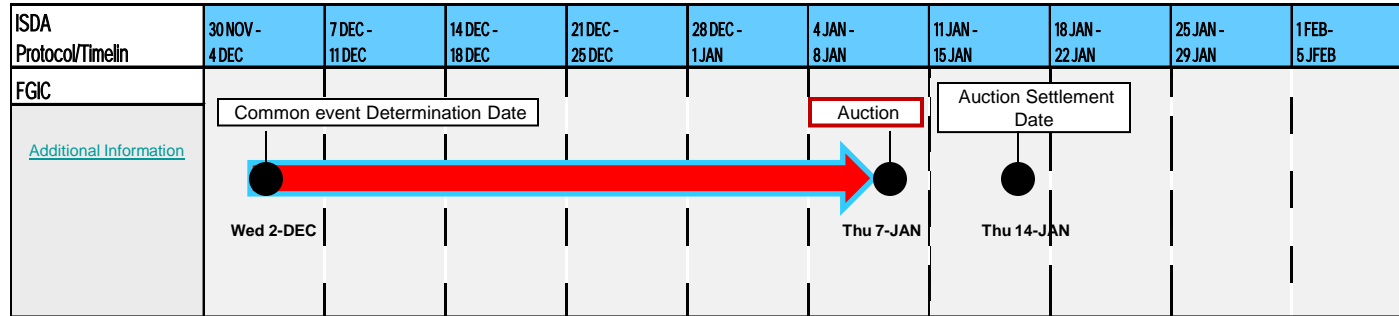 ISDA
Protocol/Timelin
30 NOV -
4 DEC
7 DEC -
11 DEC
14 DEC -
18 DEC
21 DEC -
25 DEC
28 DEC -
1 JAN
4 JAN -
8 JAN
11 JAN -
15 JAN
18 JAN -
22 JAN
25 JAN -
29 JAN
1 FEB-
5 JFEB
FGIC
Additional Information
Common event Determination Date
Auction
Auction Settlement
Date
Wed 2-DEC
Thu 7-JAN
Thu 14-JAN